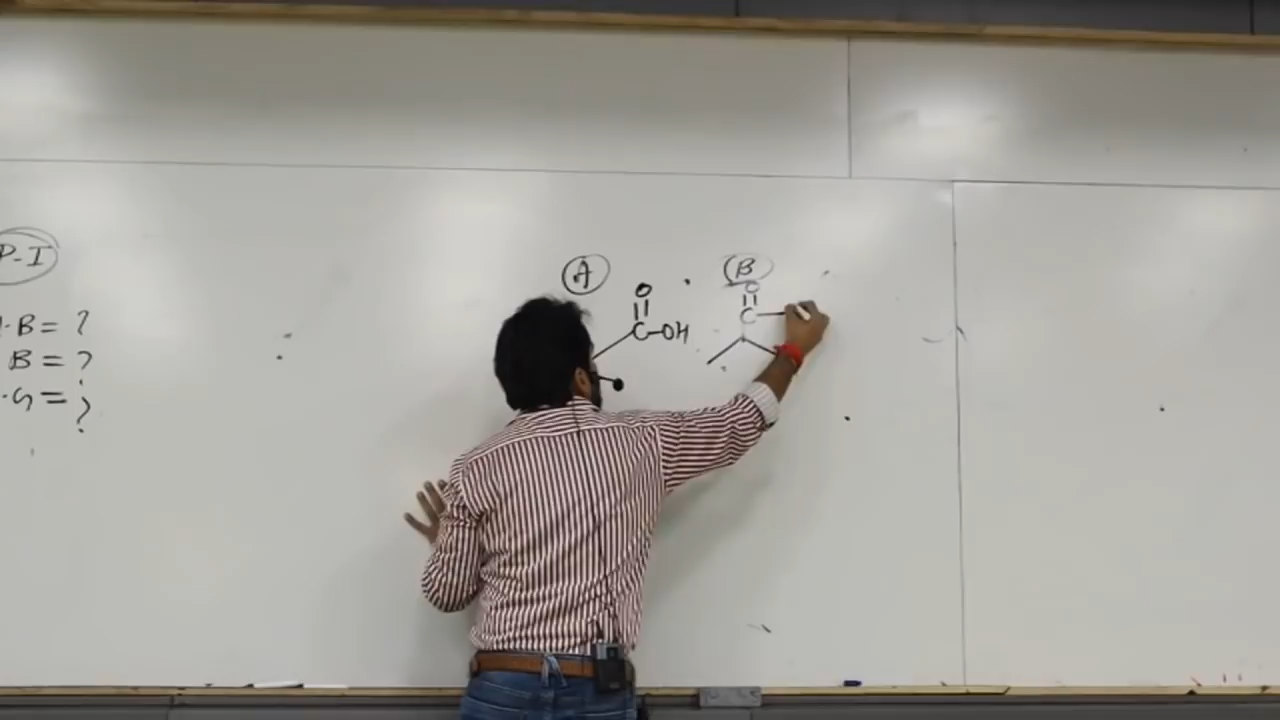 P-I
·B = ?
B = ?
·G = ?
A
B
O
C-OH
O
C